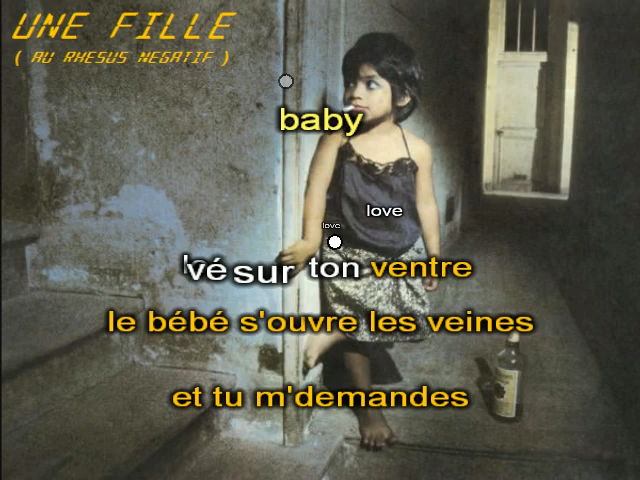 UNE FILLE
( AU RHESUS NEGATIF )
baby
love
love
vé sur ton ventre
le bébé s'ouvre les veines
et tu m'demandes